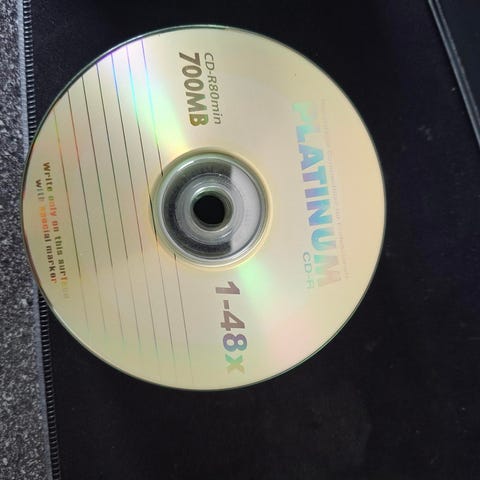 PLATINUM
CD-R
CD-R80min
700MB
1-48x
Write only on this surface
with special marker